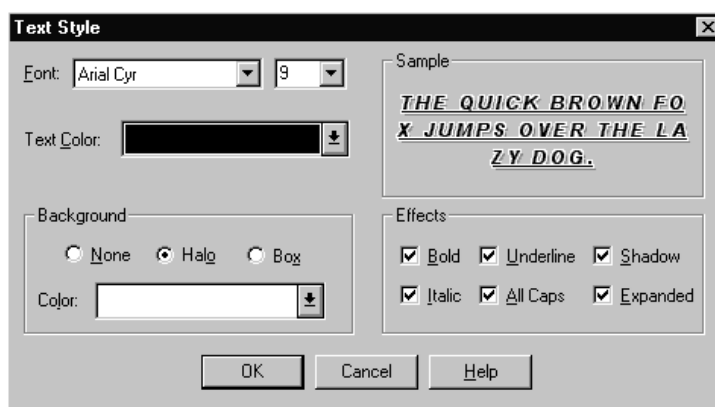 Text Style
Font: Arial Cyr 9
Text Color:
Sample
THE QUICK BROWN FO
X JUMPS OVER THE LA
ZY DOG.
Background
None Halo Box
Color:
Effects
Bold Underline Shadow
Italic All Caps Expanded
OK Cancel Help